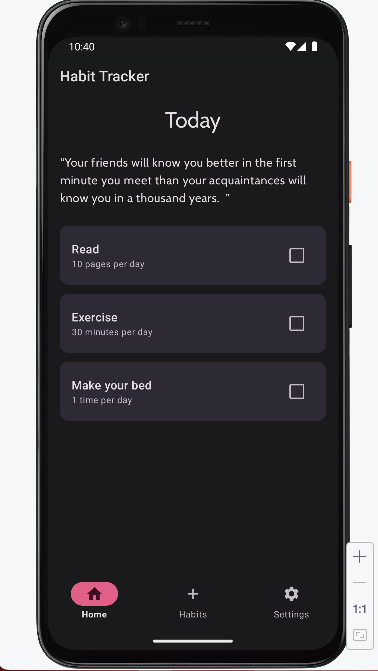 10:40
Habit Tracker
Today
"Your friends will know you better in the first
minute you meet than your acquaintances will
know you in a thousand years.  "
Read
10 pages per day
Exercise
30 minutes per day
Make your bed
1 time per day
Home
Habits
Settings
1:1